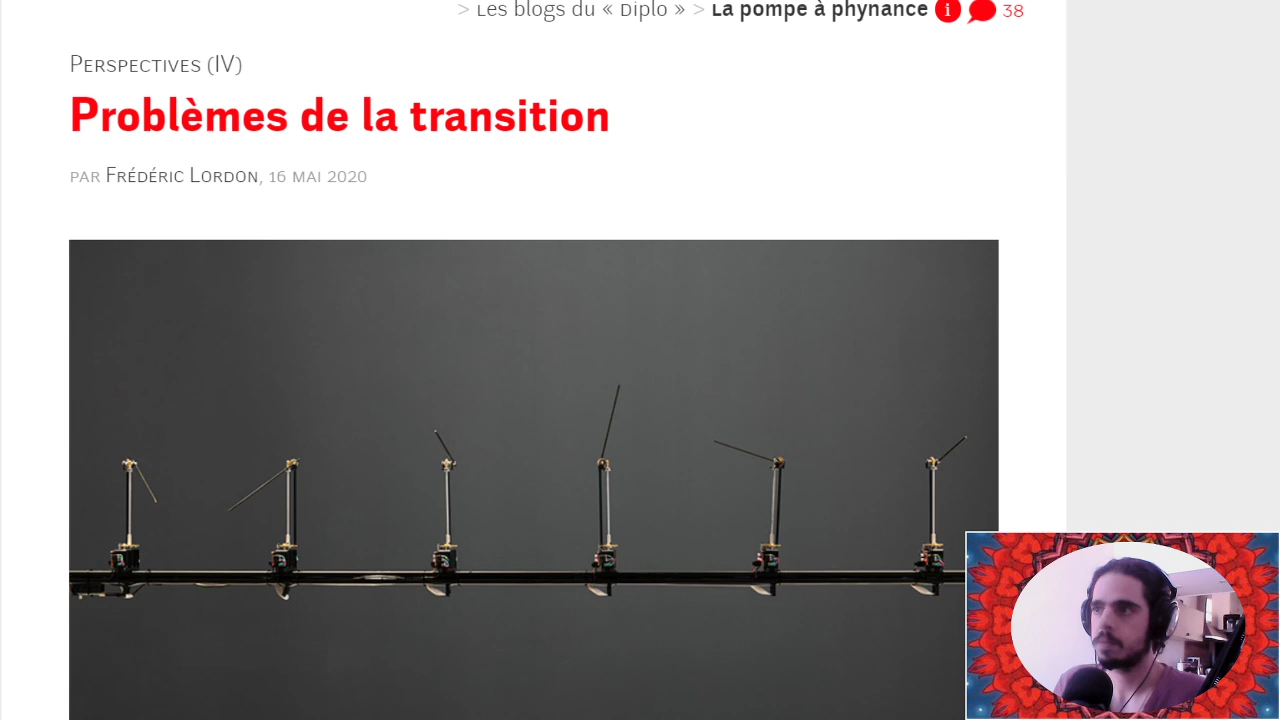 > Les blogs du « Diplo » > La pompe à phynance i 38
Perspectives (IV)
Problèmes de la transition
par Frédéric Lordon, 16 mai 2020